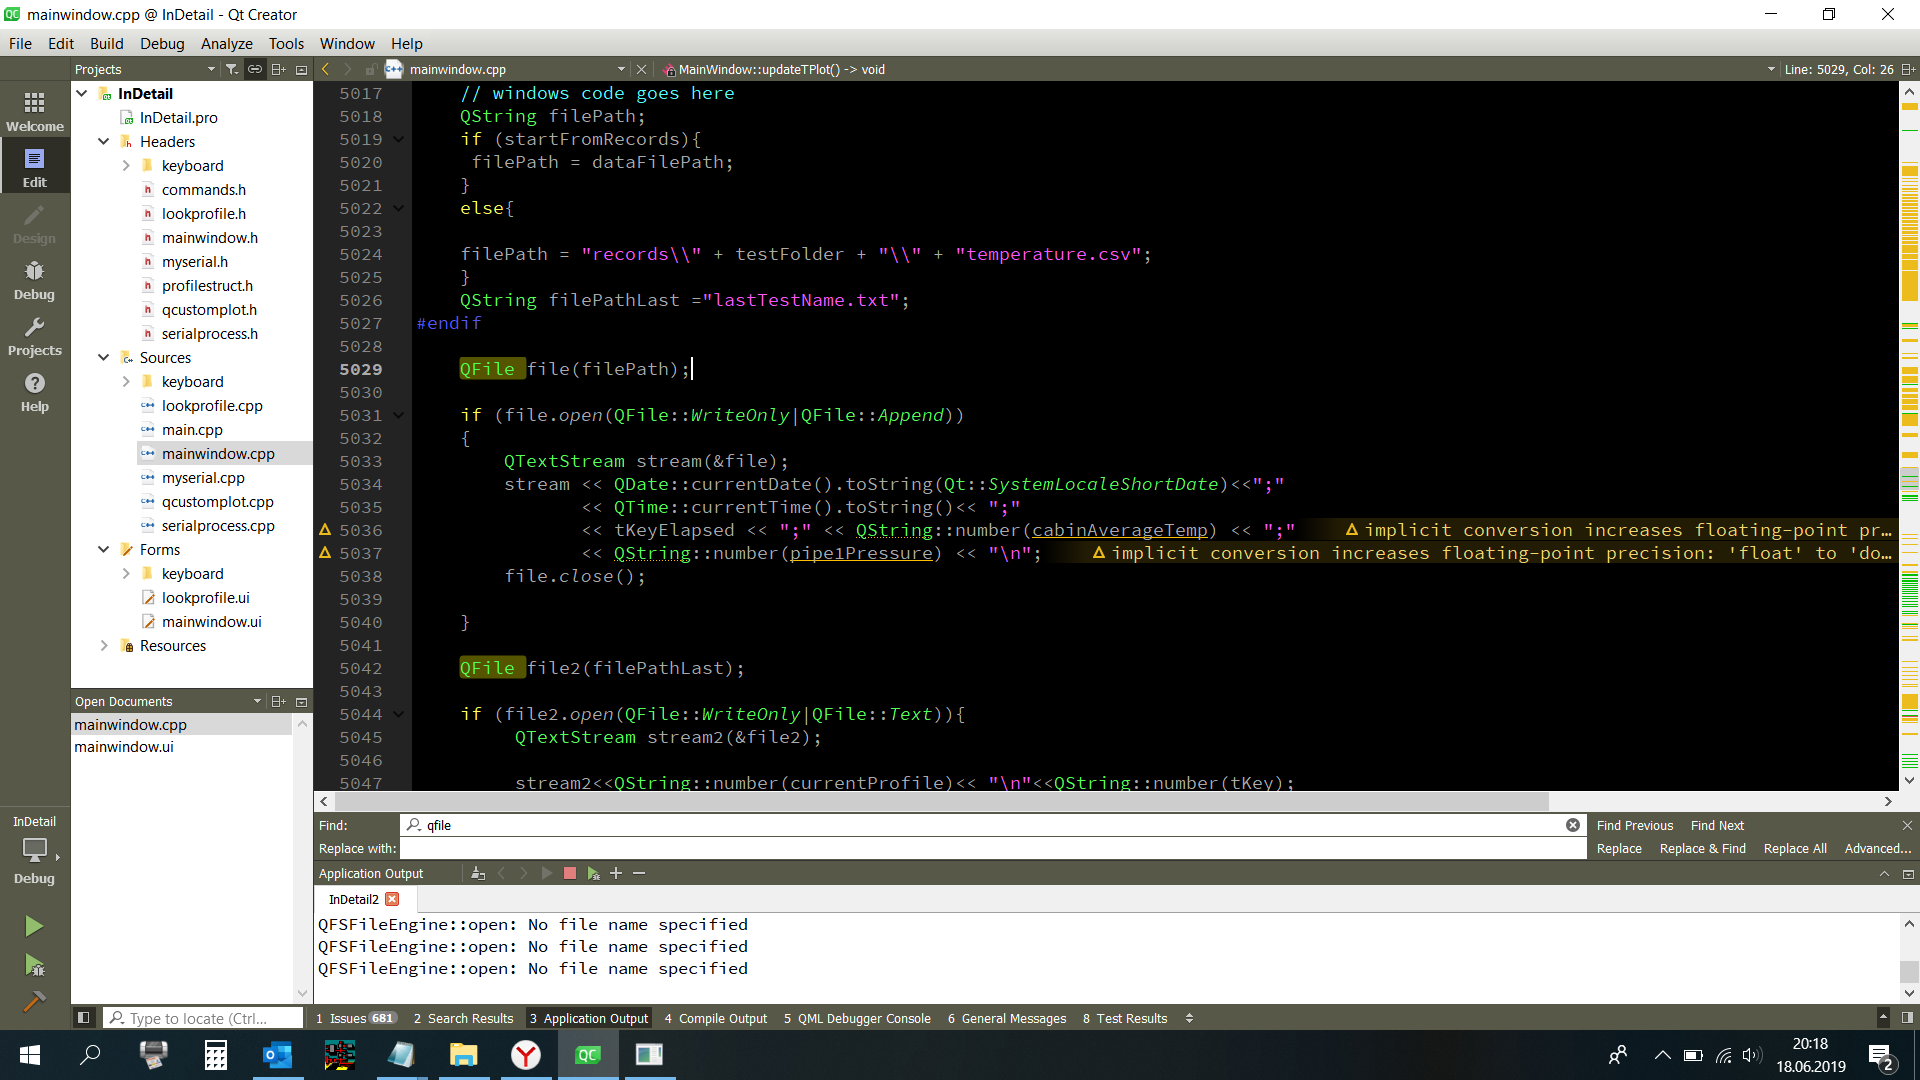 mainwindow.cpp @ InDetail - Qt Creator
File Edit Build Debug Analyze Tools Window Help
Projects
mainwindow.cpp
MainWindow::updateTPlot() -> void
Line: 5029, Col: 26
Welcome
Edit
Design
Debug
Projects
Help
InDetail
Debug
InDetail
InDetail.pro
Headers
keyboard
commands.h
lookprofile.h
mainwindow.h
myserial.h
profilestruct.h
qcustomplot.h
serialprocess.h
Sources
keyboard
lookprofile.cpp
main.cpp
mainwindow.cpp
myserial.cpp
qcustomplot.cpp
serialprocess.cpp
Forms
keyboard
lookprofile.ui
mainwindow.ui
Resources
Open Documents
mainwindow.cpp
mainwindow.ui
5017 // windows code goes here
5018 QString filePath;
5019 if (startFromRecords){
5020 filePath = dataFilePath;
5021 }
5022 else{
5023
5024 filePath = "records\\" + testFolder + "\\" + "temperature.csv";
5025 }
5026 QString filePathLast ="lastTestName.txt";
5027 #endif
5028
5029 QFile file(filePath);
5030
5031 if (file.open(QFile::WriteOnly|QFile::Append))
5032 {
5033 QTextStream stream(&file);
5034 stream << QDate::currentDate().toString(Qt::SystemLocaleShortDate)<<";"
5035 << QTime::currentTime().toString()<< ";"
5036 << tKeyElapsed << ";" << QString::number(cabinAverageTemp) << ";" implicit conversion increases floating-point pr...
5037 << QString::number(pipe1Pressure) << "\n"; implicit conversion increases floating-point precision: 'float' to 'do...
5038 file.close();
5039
5040 }
5041
5042 QFile file2(filePathLast);
5043
5044 if (file2.open(QFile::WriteOnly|QFile::Text)){
5045 QTextStream stream2(&file2);
5046
5047 stream2<<QString::number(currentProfile)<< "\n"<<QString::number(tKey);
Find: qfile Find Previous Find Next
Replace with: Replace Replace & Find Replace All Advanced...
Application Output
InDetail2
QFSFileEngine::open: No file name specified
QFSFileEngine::open: No file name specified
QFSFileEngine::open: No file name specified
Type to locate (Ctrl...
1 Issues 681 2 Search Results 3 Application Output 4 Compile Output 5 QML Debugger Console 6 General Messages 8 Test Results
20:18
18.06.2019
2